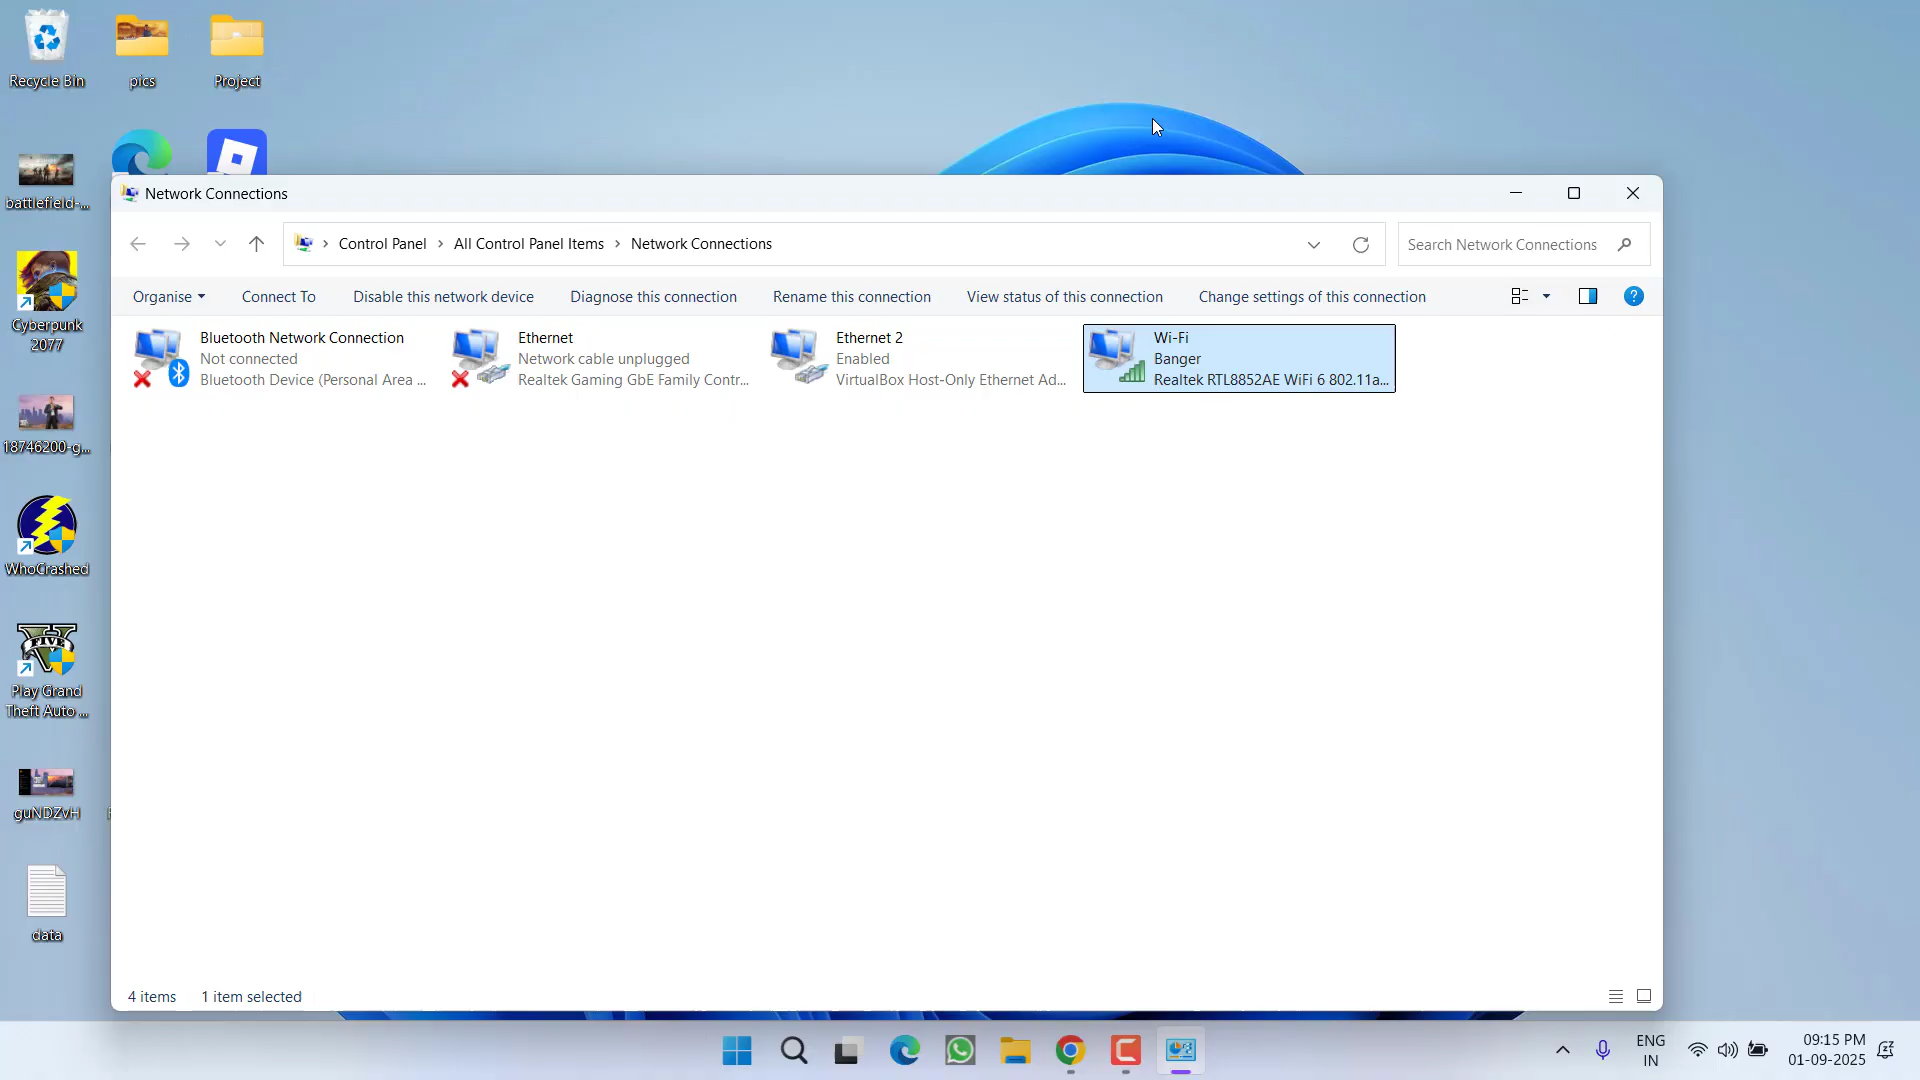 Recycle Bin
pics
Project
battlefield-...
Cyberpunk
2077
18746200-g...
WhoCrashed
FIVE
Play Grand
Theft Auto ...
guNDZvH
data
Network Connections
Control Panel > All Control Panel Items > Network Connections
Search Network Connections
Organise
Connect To
Disable this network device
Diagnose this connection
Rename this connection
View status of this connection
Change settings of this connection
Bluetooth Network Connection
Not connected
Bluetooth Device (Personal Area ...
Ethernet
Network cable unplugged
Realtek Gaming GbE Family Contr...
Ethernet 2
Enabled
VirtualBox Host-Only Ethernet Ad...
Wi-Fi
Banger
Realtek RTL8852AE WiFi 6 802.11a...
4 items
1 item selected
ENG
IN
09:15 PM
01-09-2025